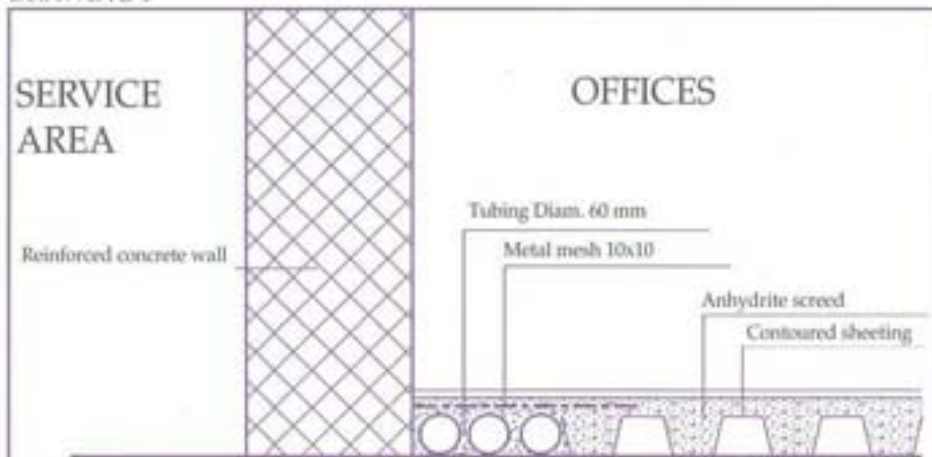 SERVICE
AREA
OFFICES
Tubing Diam. 60 mm
Metal mesh 10x10
Reinforced concrete wall
Anhydrite screed
Contoured sheeting